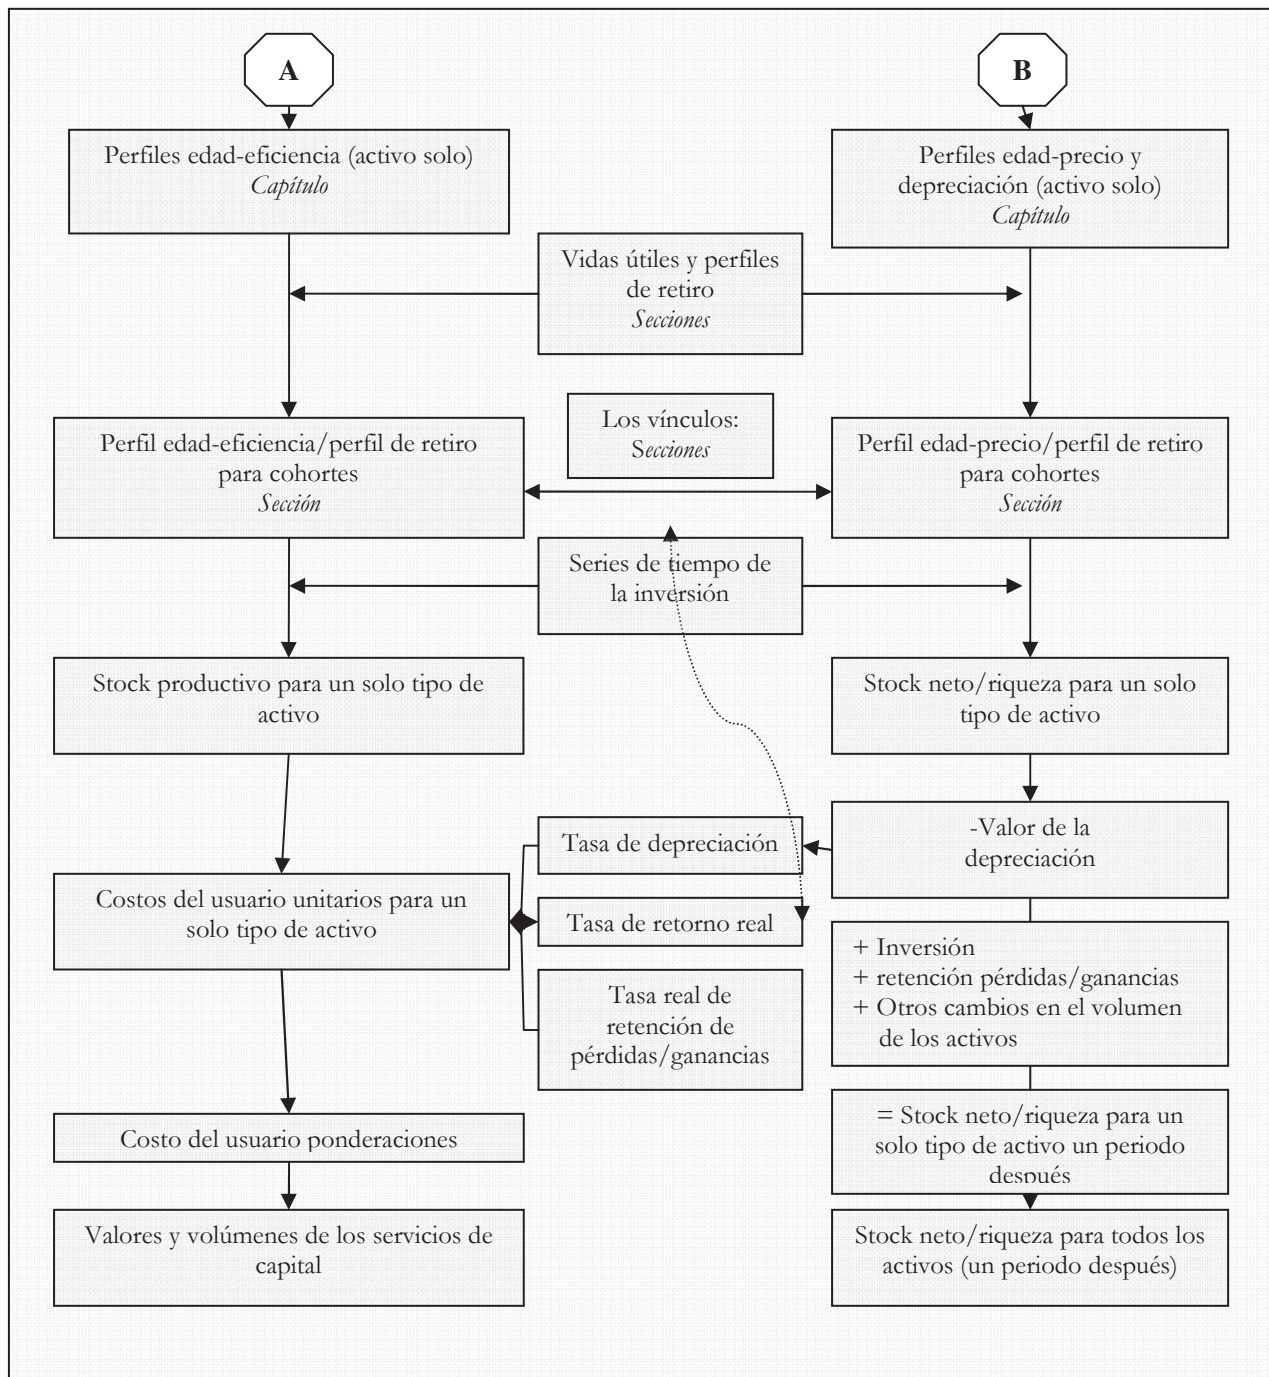 A
B
Perfiles edad-eficiencia (activo solo)
Capítulo
Perfiles edad-precio y
depreciación (activo solo)
Capítulo
Vidas útiles y perfiles
de retiro
Secciones
Los vínculos:
Secciones
Perfil edad-eficiencia/perfil de retiro
para cohortes
Sección
Perfil edad-precio/perfil de retiro
para cohortes
Sección
Series de tiempo de
la inversión
Stock productivo para un solo tipo de
activo
Stock neto/riqueza para un solo
tipo de activo
Tasa de depreciación
-Valor de la
depreciación
Costos del usuario unitarios para un
solo tipo de activo
Tasa de retorno real
Tasa real de
retención de
pérdidas/ganancias
+ Inversión
+ retención pérdidas/ganancias
+ Otros cambios en el volumen
de los activos
Costo del usuario ponderaciones
= Stock neto/riqueza para un
solo tipo de activo un periodo
después
Valores y volúmenes de los servicios de
capital
Stock neto/riqueza para todos los
activos (un periodo después)